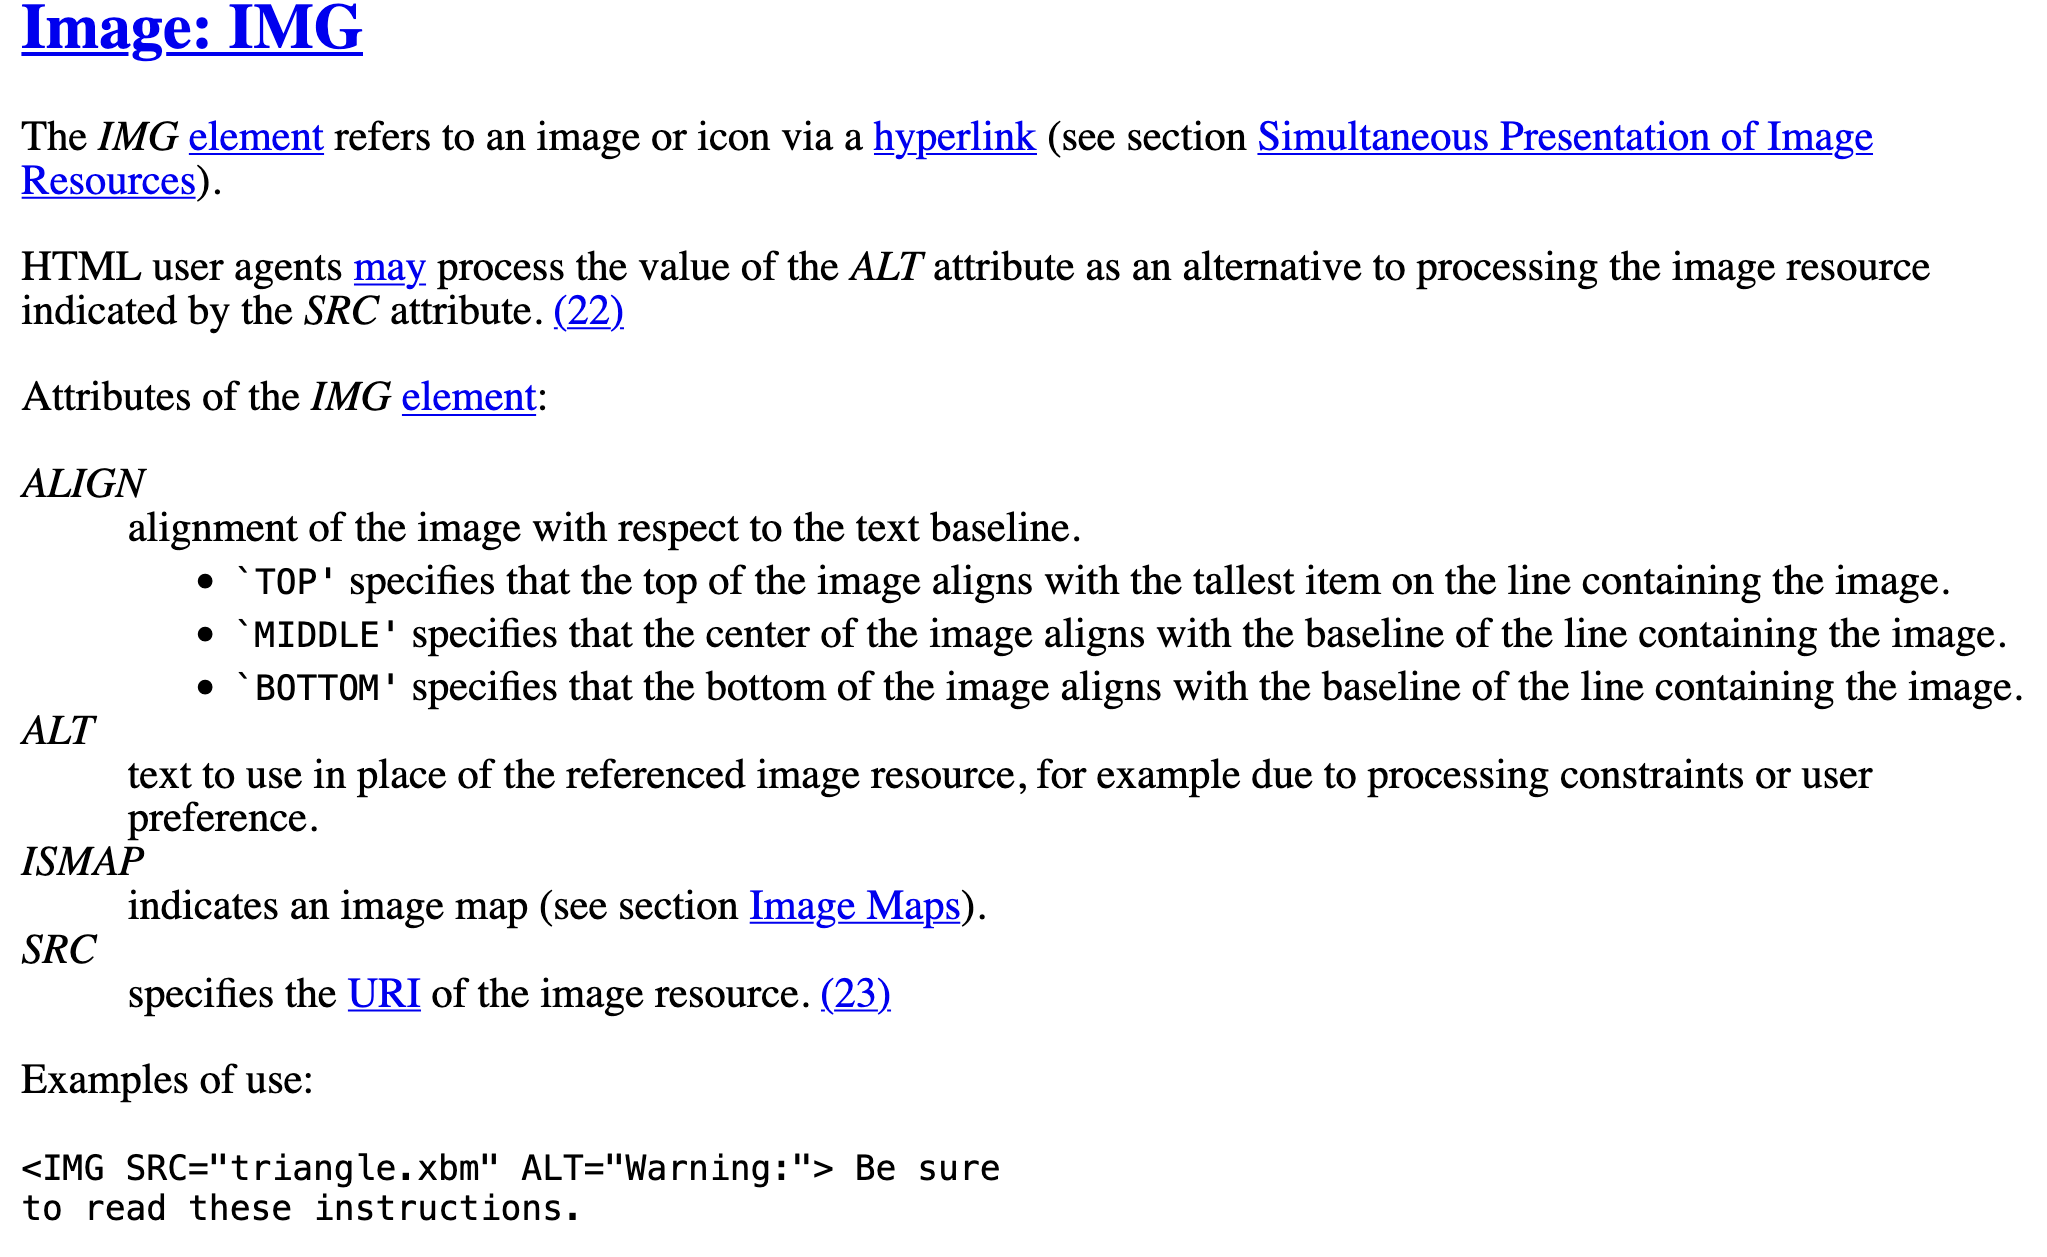 Image: IMG
The IMG element refers to an image or icon via a hyperlink (see section Simultaneous Presentation of Image
Resources).
HTML user agents may process the value of the ALT attribute as an alternative to processing the image resource
indicated by the SRC attribute. (22)
Attributes of the IMG element:
ALIGN
alignment of the image with respect to the text baseline.
• `TOP' specifies that the top of the image aligns with the tallest item on the line containing the image.
• `MIDDLE' specifies that the center of the image aligns with the baseline of the line containing the image.
• `BOTTOM' specifies that the bottom of the image aligns with the baseline of the line containing the image.
ALT
text to use in place of the referenced image resource, for example due to processing constraints or user
preference.
ISMAP
indicates an image map (see section Image Maps).
SRC
specifies the URI of the image resource. (23)
Examples of use:
<IMG SRC="triangle.xbm" ALT="Warning:"> Be sure
to read these instructions.